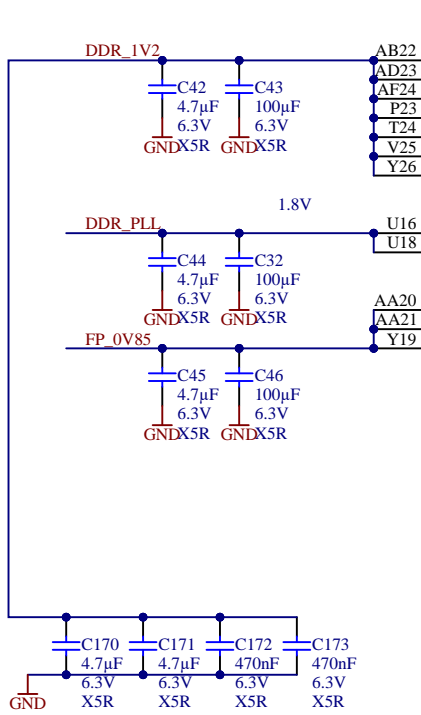 DDR_1V2
AB22
AD23
AF24
P23
T24
V25
Y26
C42
4.7µF
6.3V
X5R
GND
C43
100µF
6.3V
X5R
GND
1.8V
DDR_PLL
U16
U18
C44
4.7µF
6.3V
X5R
GND
C32
100µF
6.3V
X5R
GND
AA20
AA21
Y19
FP_0V85
C45
4.7µF
6.3V
X5R
GND
C46
100µF
6.3V
X5R
GND
C170
4.7µF
6.3V
X5R
C171
4.7µF
6.3V
X5R
C172
470nF
6.3V
X5R
C173
470nF
6.3V
X5R
GND